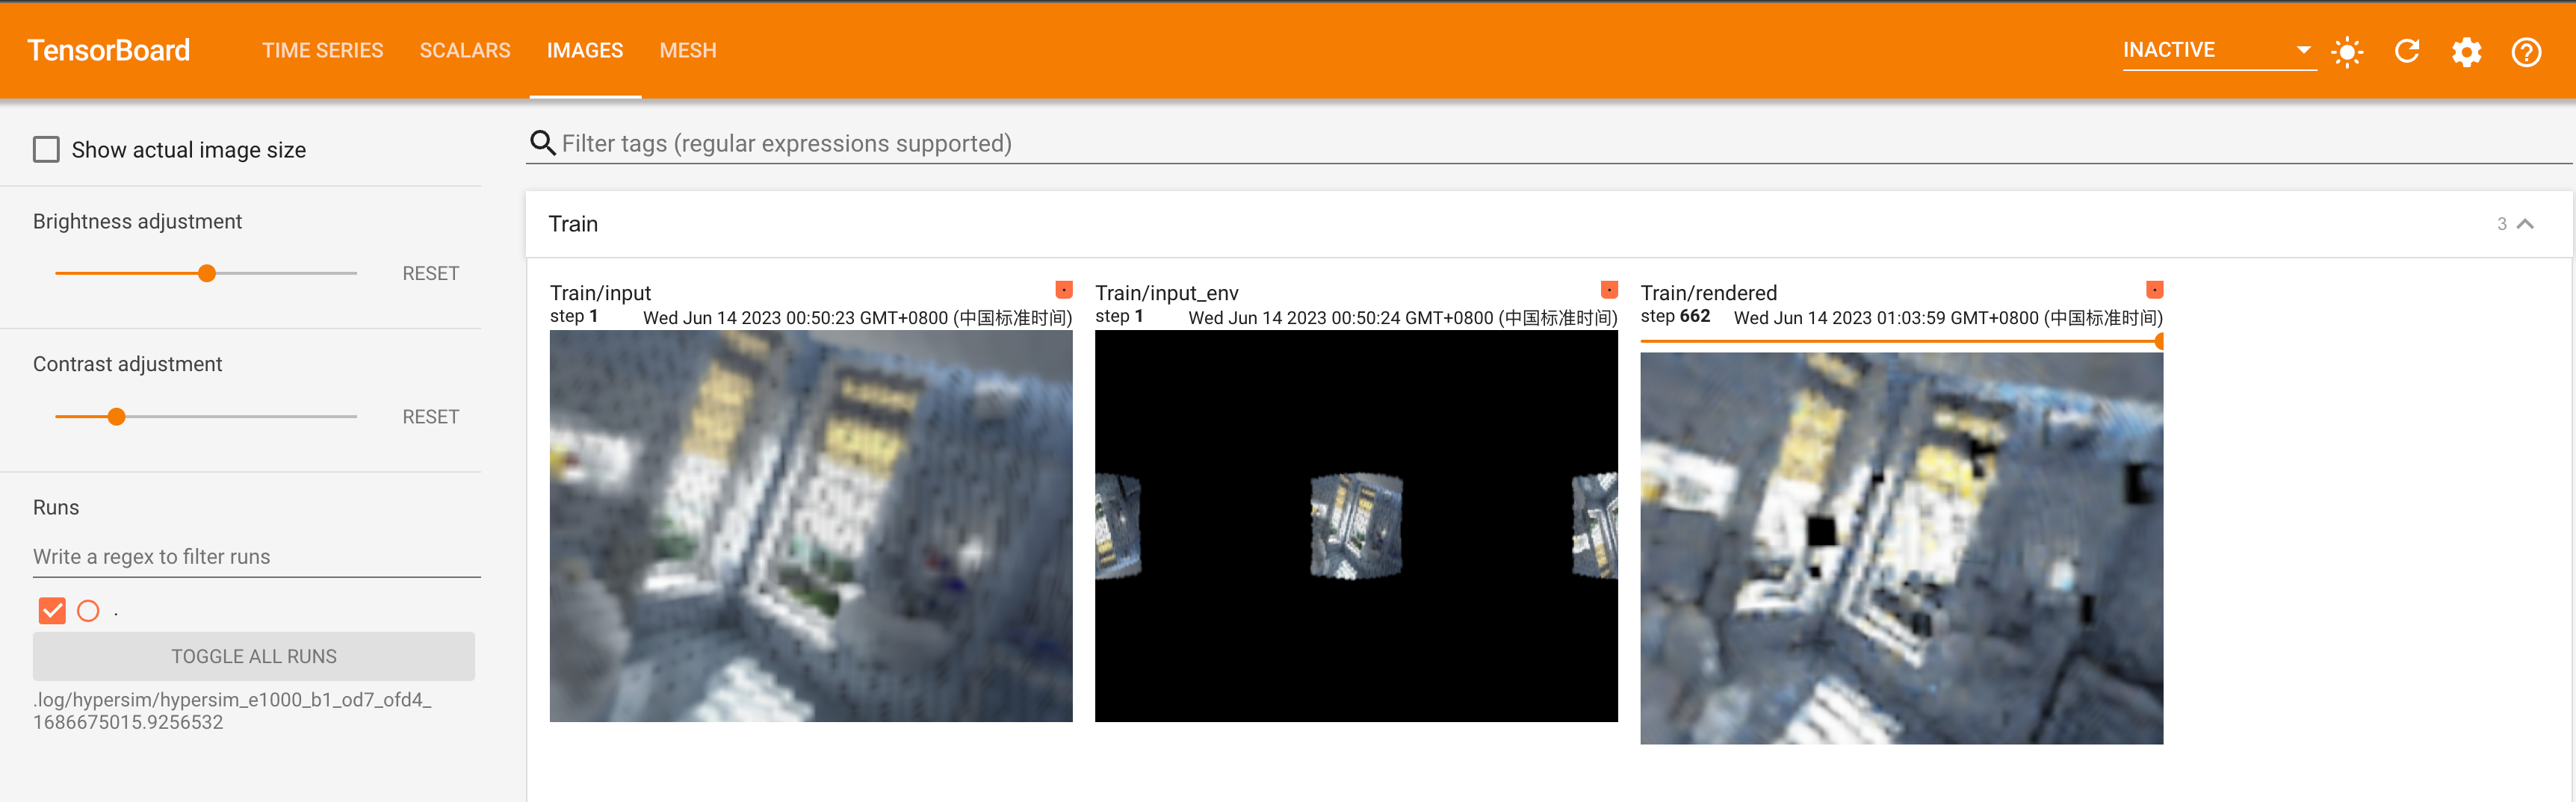 TensorBoard
TIME SERIES
SCALARS
IMAGES
MESH
INACTIVE
Show actual image size
Filter tags (regular expressions supported)
Brightness adjustment
RESET
Contrast adjustment
RESET
Runs
Write a regex to filter runs
.
TOGGLE ALL RUNS
.log/hypersim/hypersim_e1000_b1_od7_ofd4_
1686675015.9256532
Train
3
Train/input
step 1 Wed Jun 14 2023 00:50:23 GMT+0800 (中国标准时间)
Train/input_env
step 1 Wed Jun 14 2023 00:50:24 GMT+0800 (中国标准时间)
Train/rendered
step 662 Wed Jun 14 2023 01:03:59 GMT+0800 (中国标准时间)